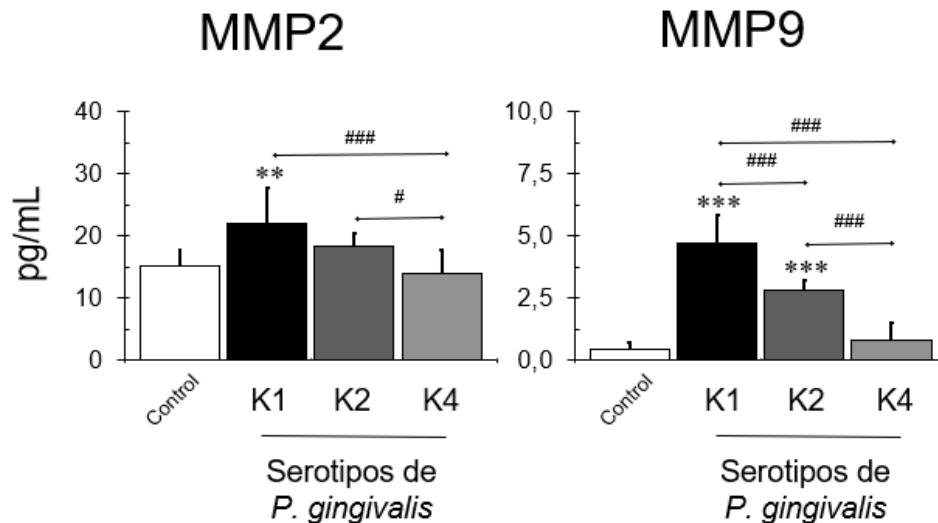 MMP2
MMP9
pg/mL
40
30
20
10
0
###
**
#
Control
K1
K2
K4
Serotipos de
P. gingivalis
10,0
7,5
5,0
2,5
0,0
###
###
***
###
***
Control
K1
K2
K4
Serotipos de
P. gingivalis